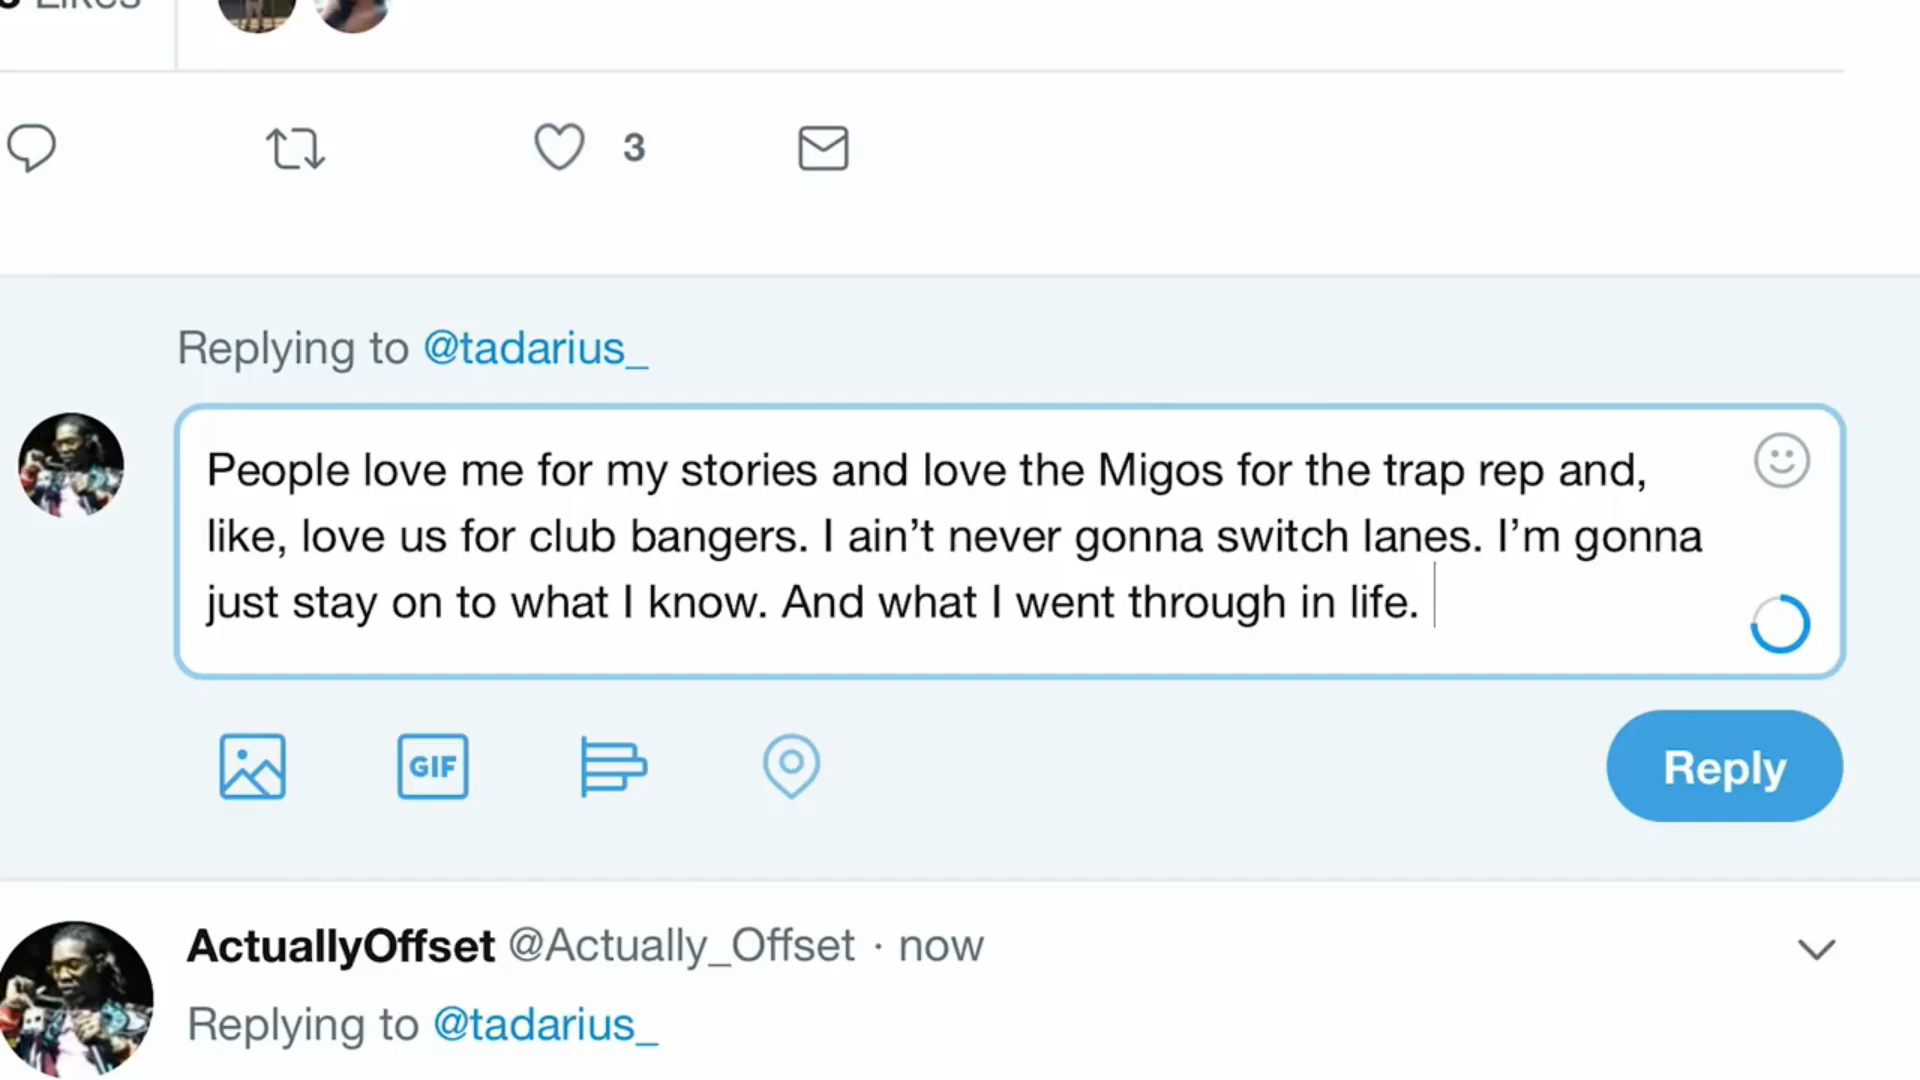 Likes
3
Replying to @tadarius_
People love me for my stories and love the Migos for the trap rep and,
like, love us for club bangers. I ain’t never gonna switch lanes. I’m gonna
just stay on to what I know. And what I went through in life.
GIF
Reply
ActuallyOffset @Actually_Offset · now
Replying to @tadarius_